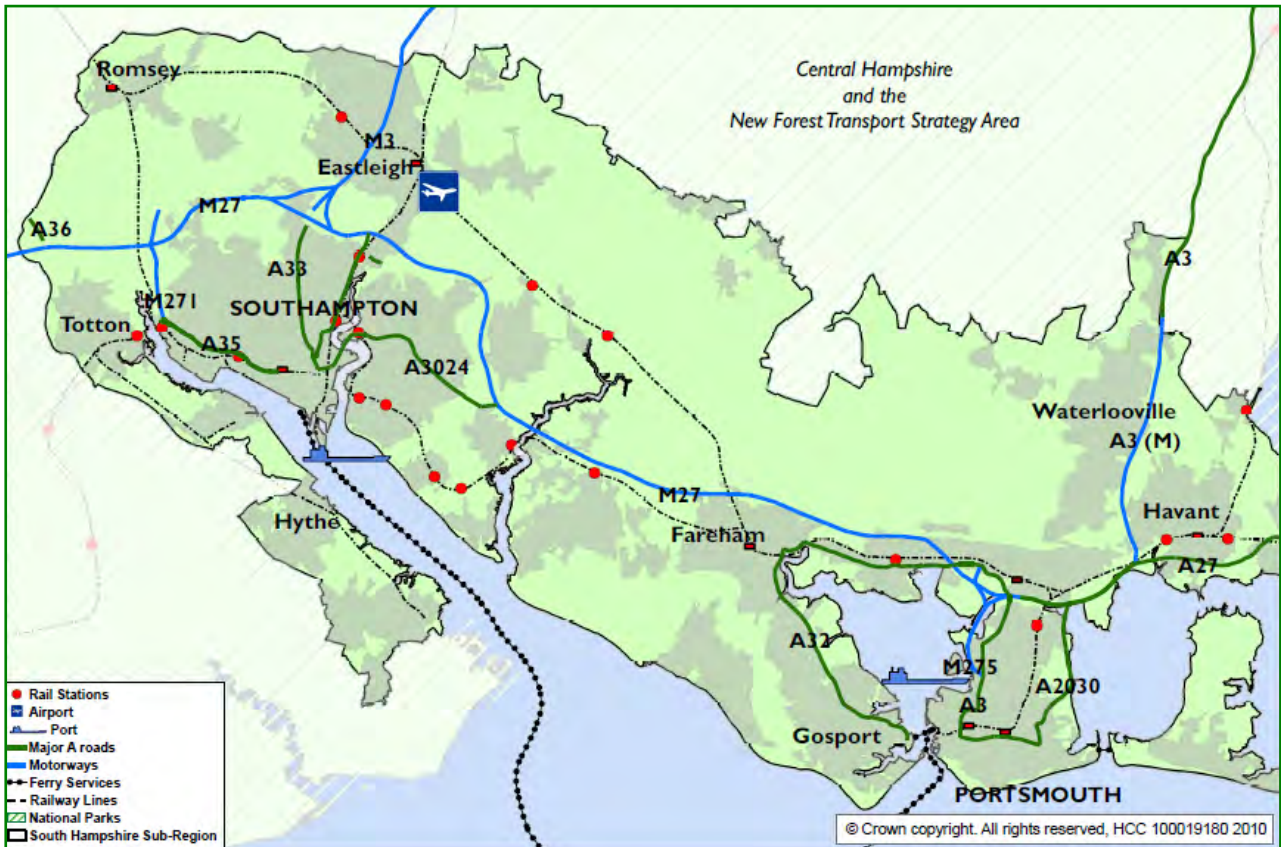 Romsey
Central Hampshire
and the
New Forest Transport Strategy Area
M3
Eastleigh
M27
A36
A33
A3
M271
SOUTHAMPTON
Totton
A35
A3024
Waterlooville
A3 (M)
M27
Hythe
Fareham
Havant
A27
A32
M275
A2030
A3
Gosport
PORTSMOUTH
Rail Stations
Airport
Port
Major A roads
Motorways
Ferry Services
Railway Lines
National Parks
South Hampshire Sub-Region
© Crown copyright. All rights reserved, HCC 100019180 2010